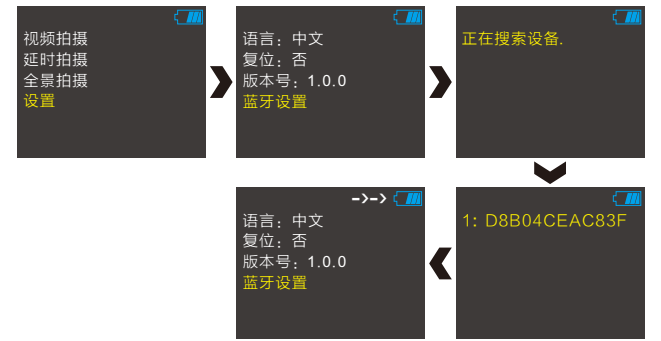 视频拍摄
延时拍摄
全景拍摄
设置
语言：中文
复位：否
版本号：1.0.0
蓝牙设置
正在搜索设备.
1: D8B04CEAC83F
->->
语言：中文
复位：否
版本号：1.0.0
蓝牙设置